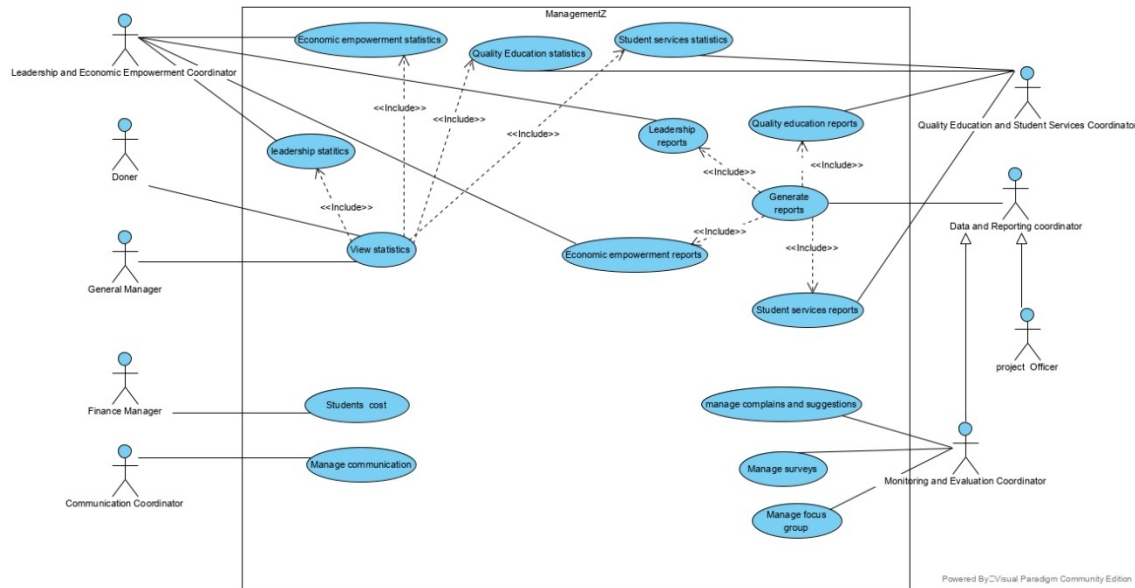 ManagementZ
Economic empowerment statistics
Quality Education statistics
Student services statistics
Leadership and Economic Empowerment Coordinator
<<Include>>
<<Include>>
<<Include>>
Quality Education and Student Services Coordinator
Leadership
reports
Quality education reports
leadership statitics
Doner
<<Include>>
<<Include>>
<<Include>>
Generate
reports
Data and Reporting coordinator
<<Include>>
<<Include>>
View statistics
Economic empowerment reports
General Manager
Student services reports
project Officer
Finance Manager
Students cost
manage complains and suggestions
Manage communication
Manage surveys
Monitoring and Evaluation Coordinator
Communication Coordinator
Manage focus
group
Powered By Visual Paradigm Community Edition